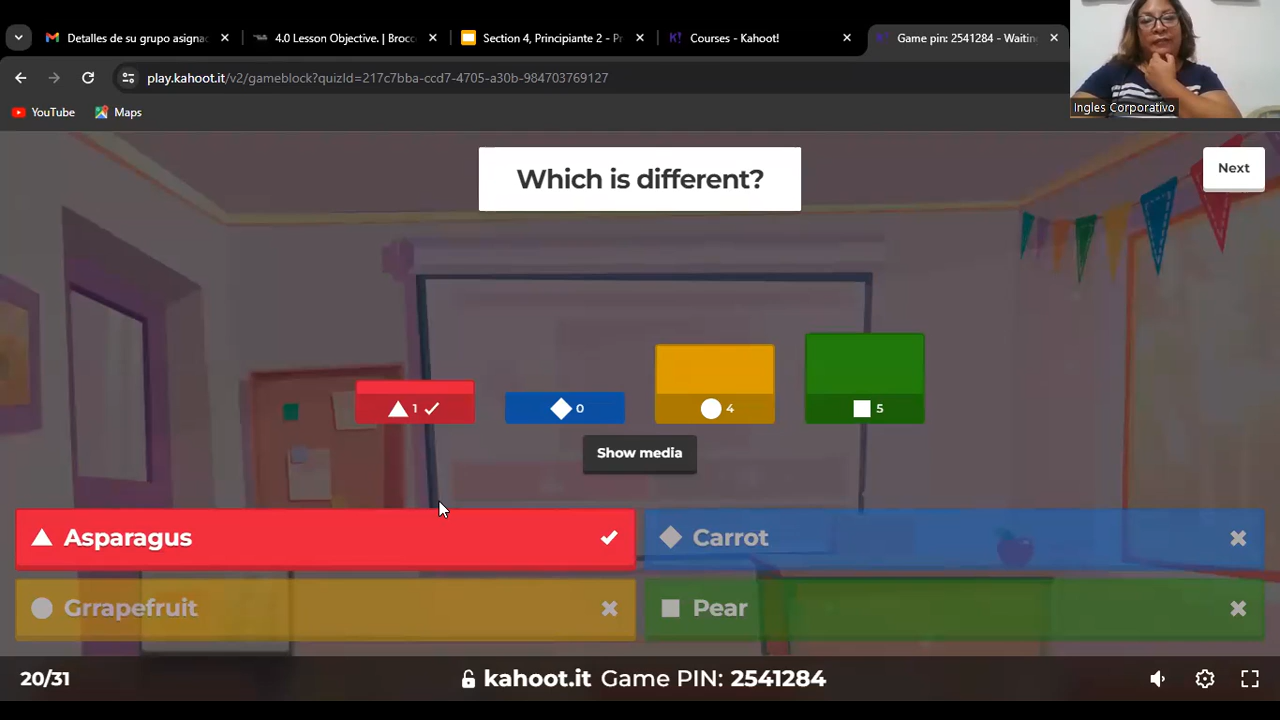 Detalles de su grupo asigna
4.0 Lesson Objective. | Brocc
Section 4, Principiante 2 - Pr
Courses - Kahoot!
Game pin: 2541284 - Waitin
play.kahoot.it/v2/gameblock?quizId=217c7bba-ccd7-4705-a30b-984703769127
YouTube
Maps
Ingles Corporativo
Which is different?
Next
1
0
4
5
Show media
Asparagus
Carrot
Grrapefruit
Pear
20/31
kahoot.it Game PIN: 2541284